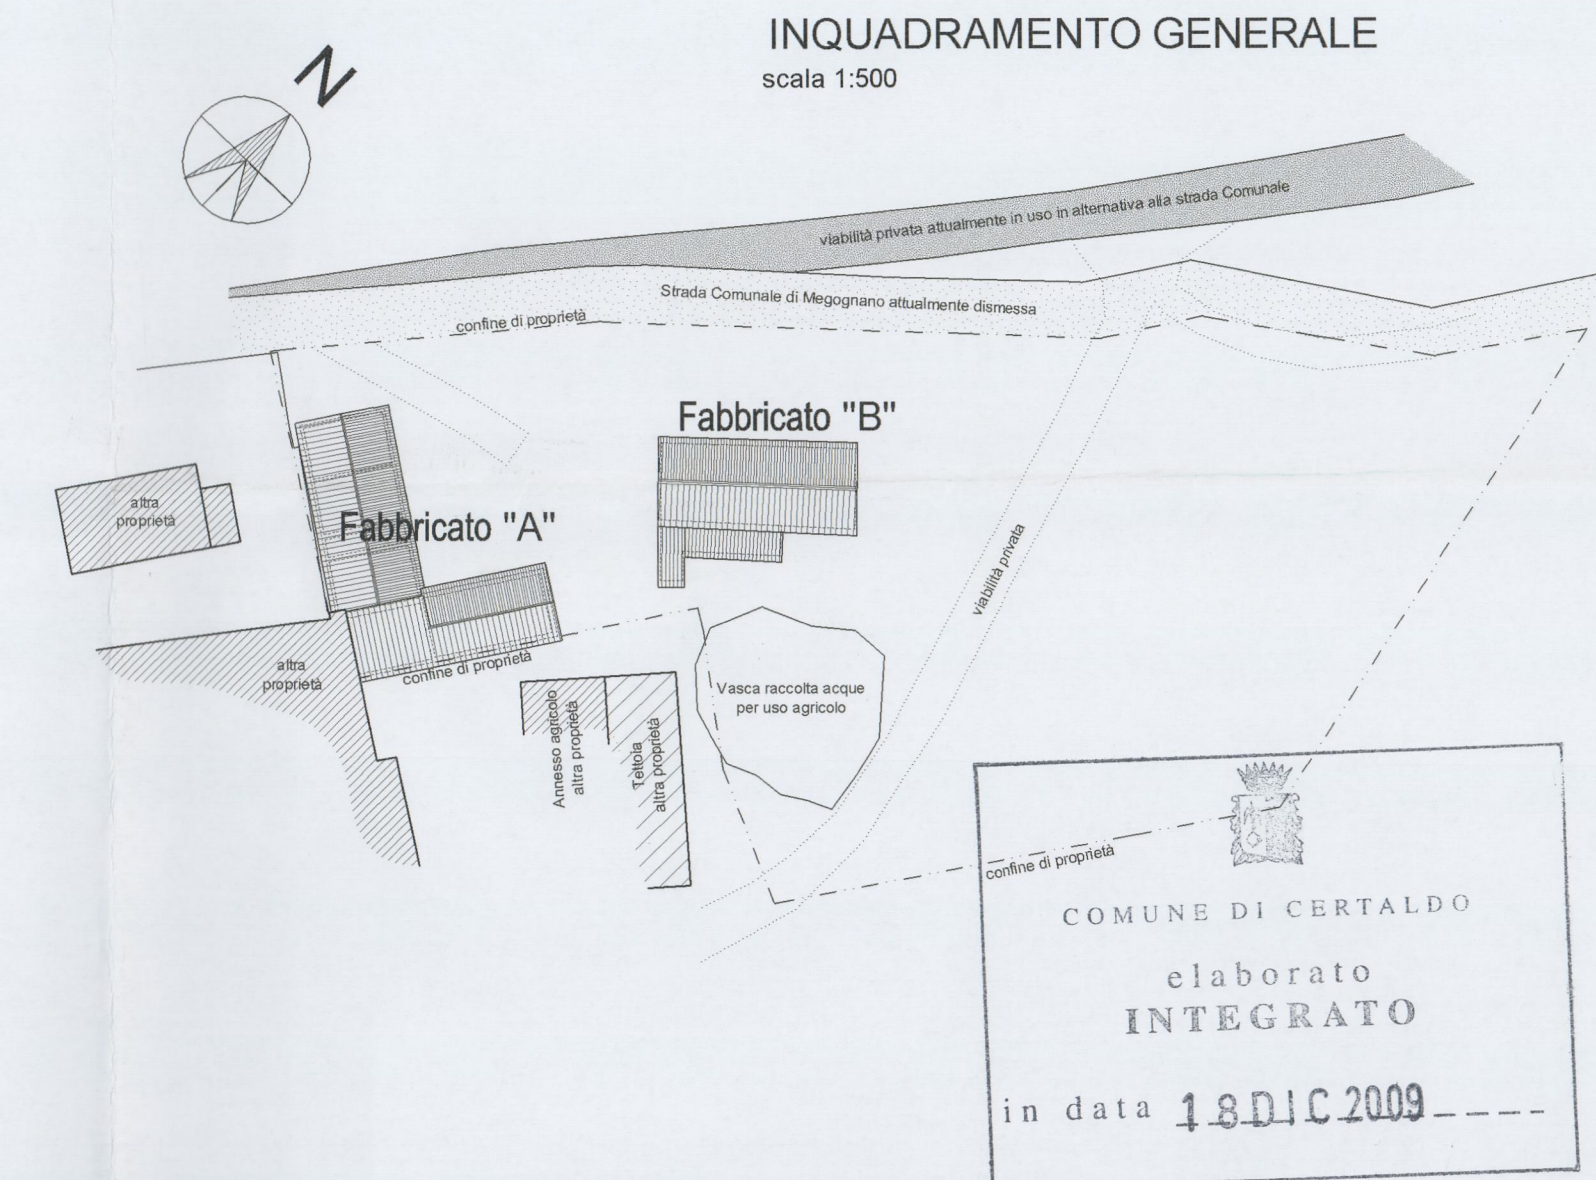 INQUADRAMENTO GENERALE
scala 1:500
N
viabilità privata attualmente in uso in alternativa alla strada Comunale
Strada Comunale di Megognano attualmente dismessa
confine di proprietà
Fabbricato "B"
altra
proprietà
Fabbricato "A"
viabilità privata
altra
proprietà
confine di proprietà
Annesso agricolo
altra proprietà
Tettoia
altra proprietà
Vasca raccolta acque
per uso agricolo
confine di proprietà
COMUNE DI CERTALDO
elaborato
INTEGRATO
in data 18 DIC 2009